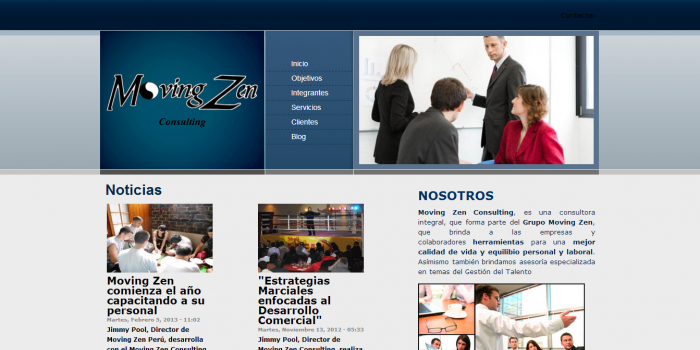 Contactar
Moving Zen
Consulting
Inicio
Objetivos
Integrantes
Servicios
Clientes
Blog
Noticias
Moving Zen
comienza el año
capacitando a su
personal
Martes, Febrero 5, 2013 - 11:02
Jimmy Pool, Director de
Moving Zen Perú, desarrolla
con el Moving Zen Consulting
"Estrategias
Marciales
enfocadas al
Desarrollo
Comercial"
Martes, Noviembre 13, 2012 - 05:33
Jimmy Pool, Director de
Moving Zen Consulting, realiza
NOSOTROS
Moving Zen Consulting, es una consultora
integral, que forma parte del Grupo Moving Zen,
que brinda a las empresas y
colaboradores herramientas para una mejor
calidad de vida y equilibio personal y laboral.
Asimismo también brindamos asesoría especializada
en temas del Gestión del Talento